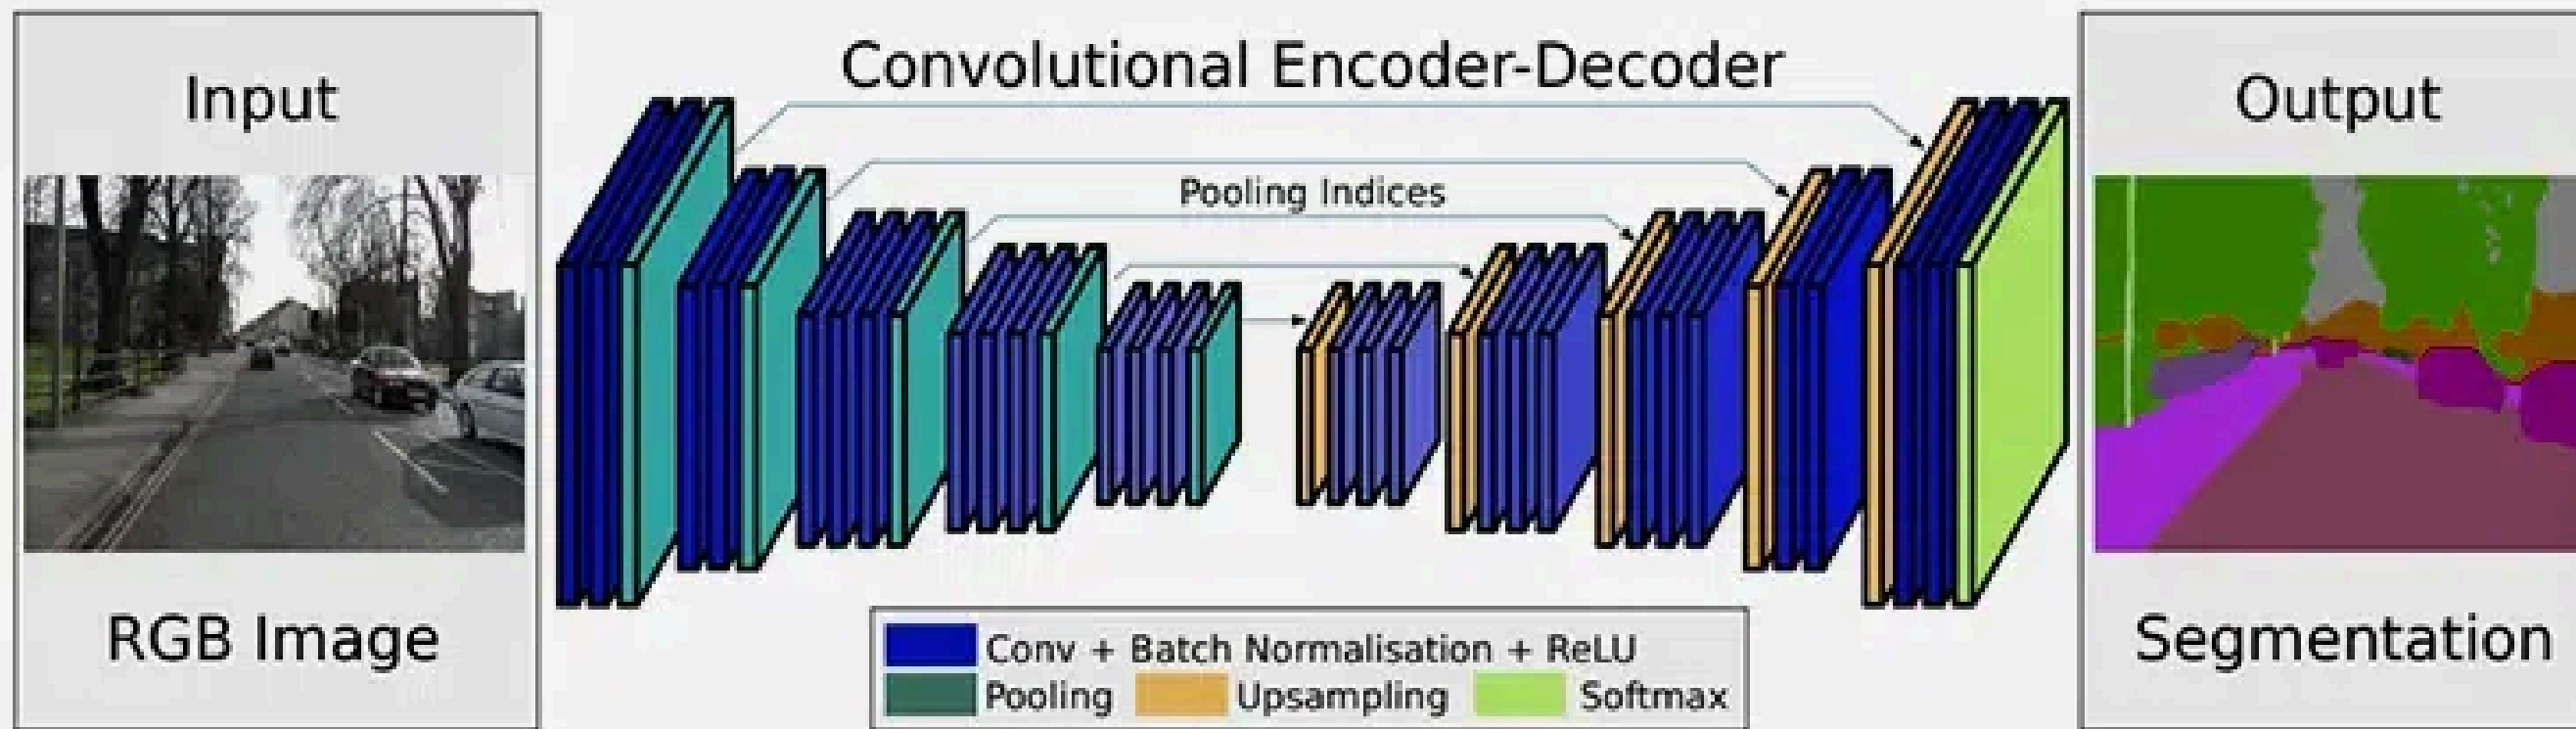 Input
RGB Image
Convolutional Encoder-Decoder
Pooling Indices
Conv + Batch Normalisation + ReLU
Pooling Upsampling Softmax
Output
Segmentation